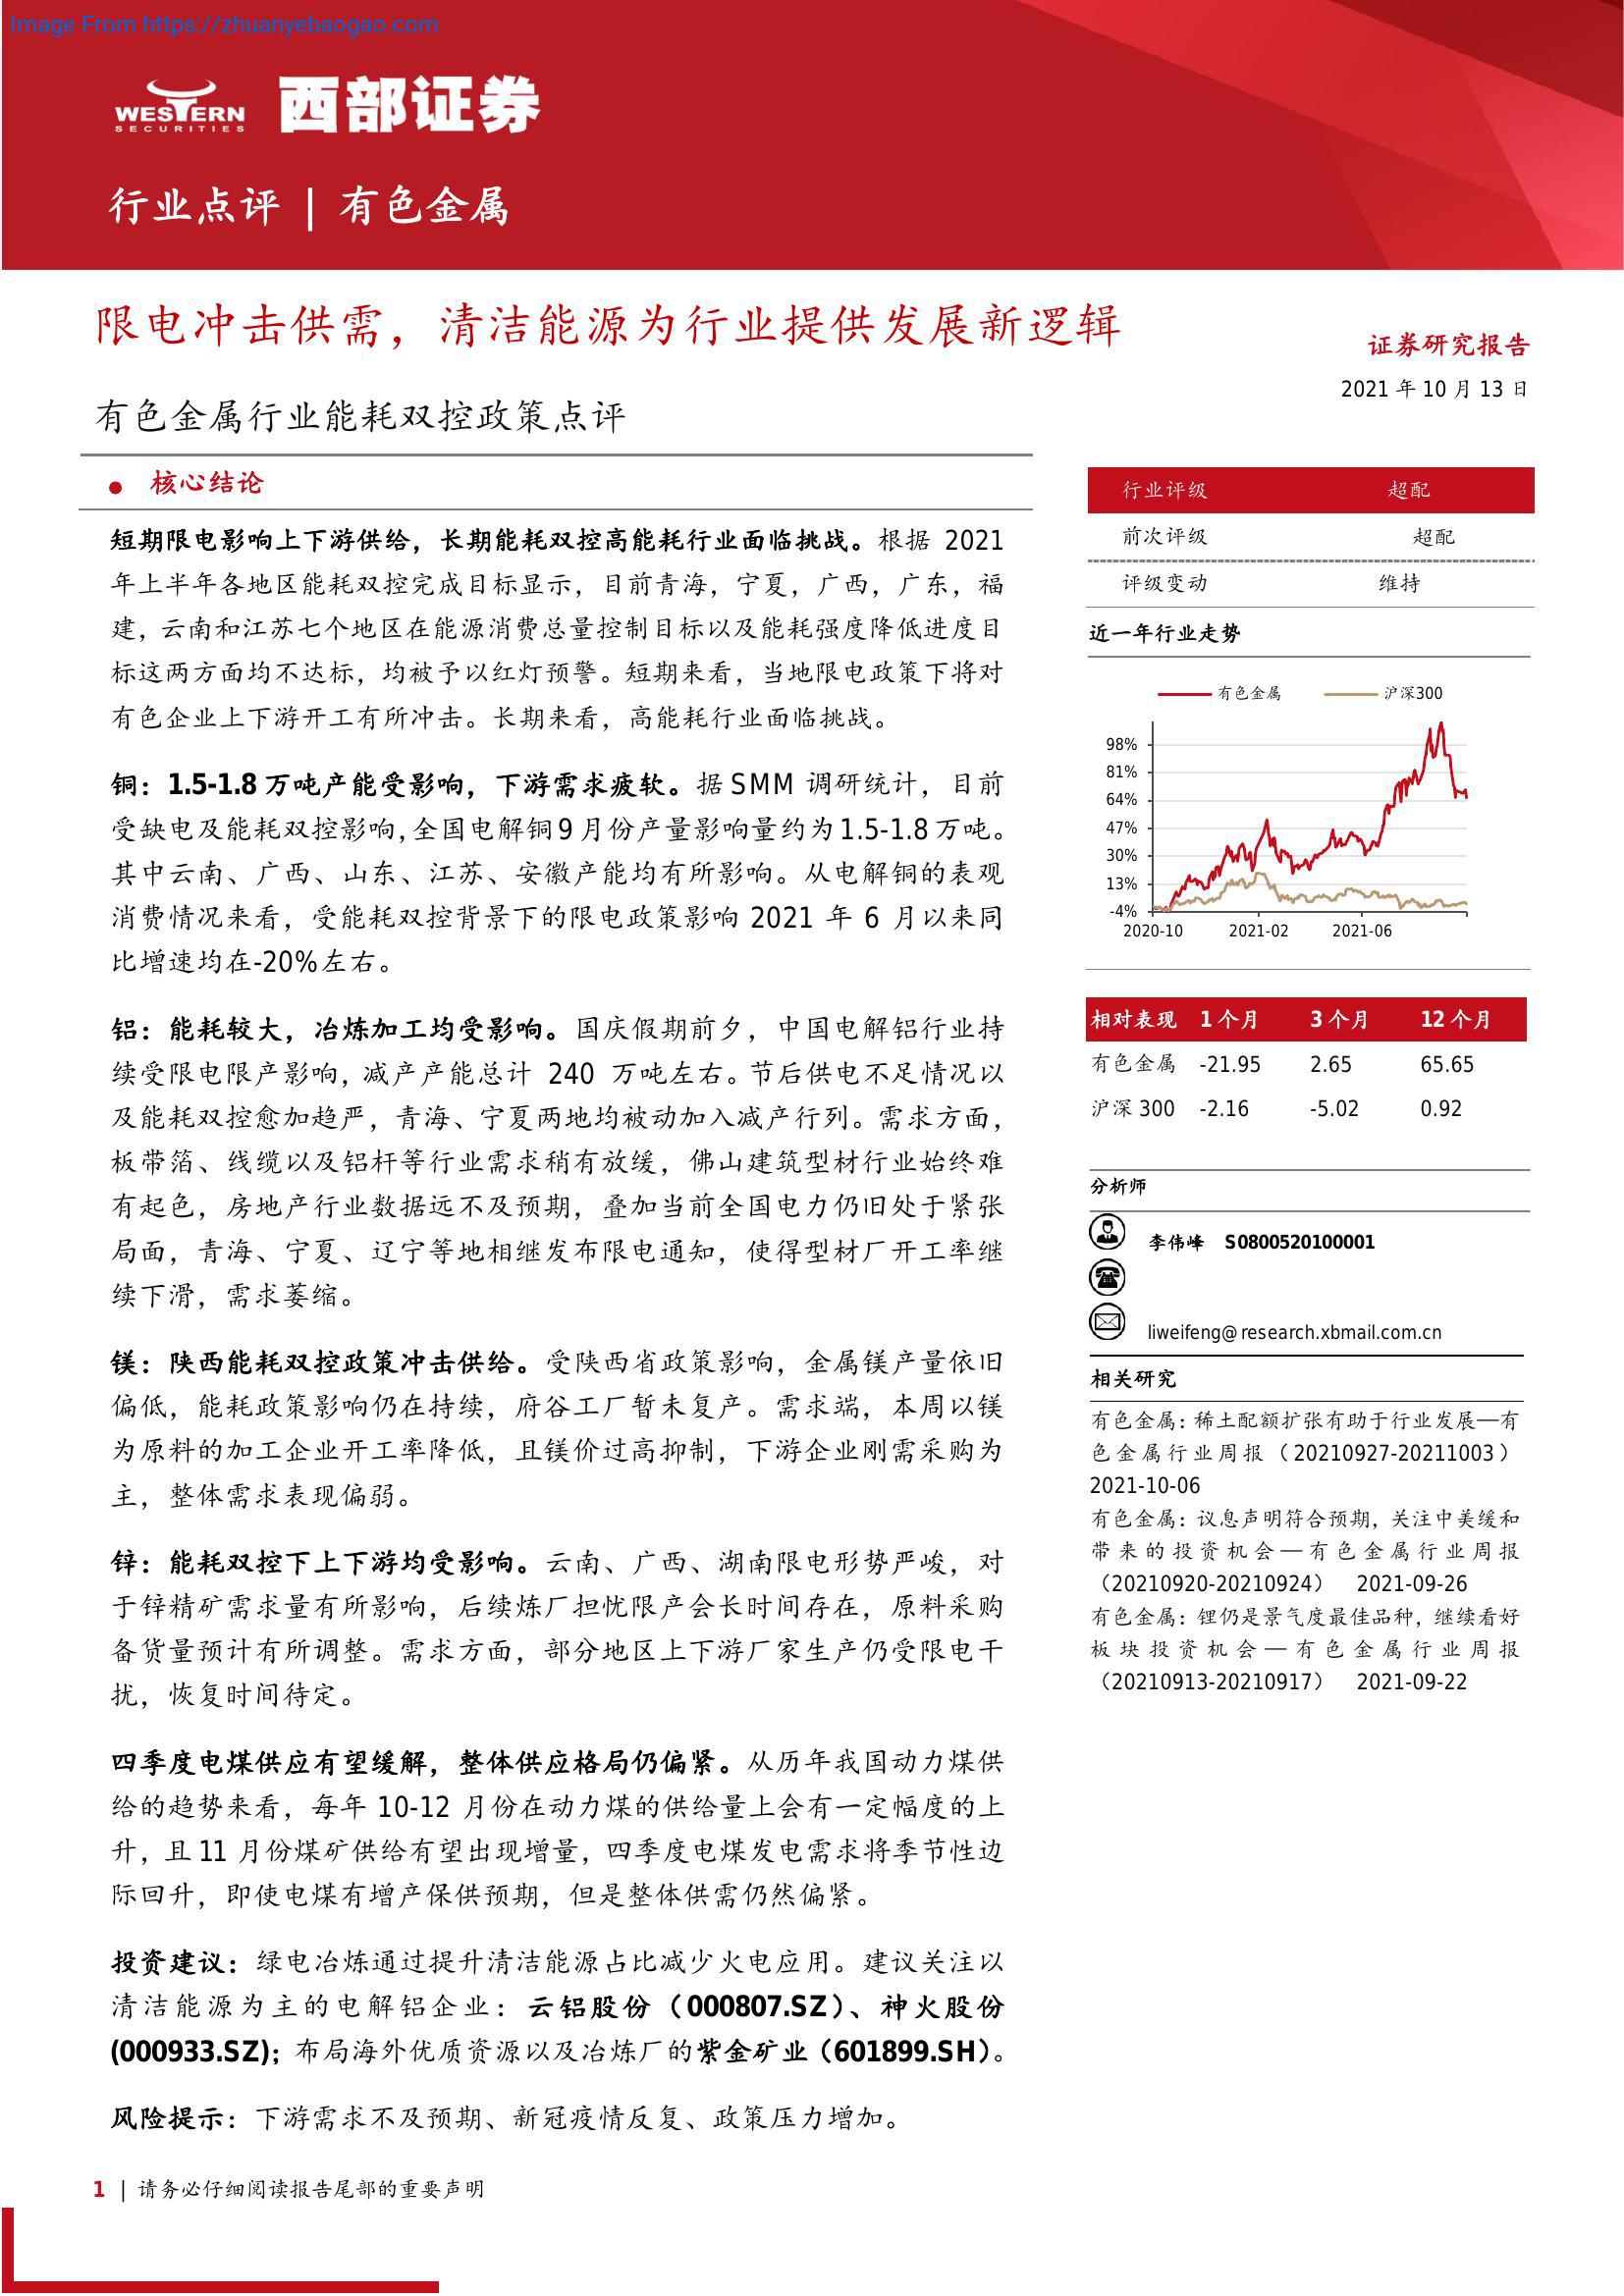 Image From https://zhuanyebaogao.com
WESTERN
SECURITIES
西部证券
行业点评 | 有色金属
限电冲击供需，清洁能源为行业提供发展新逻辑
证券研究报告
2021 年 10 月 13 日
有色金属行业能耗双控政策点评
● 核心结论
短期限电影响上下游供给，长期能耗双控高能耗行业面临挑战。根据 2021
年上半年各地区能耗双控完成目标显示，目前青海，宁夏，广西，广东，福
建，云南和江苏七个地区在能源消费总量控制目标以及能耗强度降低进度目
标这两方面均不达标，均被予以红灯预警。短期来看，当地限电政策下将对
有色企业上下游开工有所冲击。长期来看，高能耗行业面临挑战。
铜：1.5-1.8 万吨产能受影响，下游需求疲软。据 SMM 调研统计，目前
受缺电及能耗双控影响，全国电解铜 9 月份产量影响量约为 1.5-1.8 万吨。
其中云南、广西、山东、江苏、安徽产能均有所影响。从电解铜的表观
消费情况来看，受能耗双控背景下的限电政策影响 2021 年 6 月以来同
比增速均在-20%左右。
铝：能耗较大，冶炼加工均受影响。国庆假期前夕，中国电解铝行业持
续受限电限产影响，减产产能总计 240 万吨左右。节后供电不足情况以
及能耗双控愈加趋严，青海、宁夏两地均被动加入减产行列。需求方面，
板带箔、线缆以及铝杆等行业需求稍有放缓，佛山建筑型材行业始终难
有起色，房地产行业数据远不及预期，叠加当前全国电力仍旧处于紧张
局面，青海、宁夏、辽宁等地相继发布限电通知，使得型材厂开工率继
续下滑，需求萎缩。
镁：陕西能耗双控政策冲击供给。受陕西省政策影响，金属镁产量依旧
偏低，能耗政策影响仍在持续，府谷工厂暂未复产。需求端，本周以镁
为原料的加工企业开工率降低，且镁价过高抑制，下游企业刚需采购为
主，整体需求表现偏弱。
锌：能耗双控下上下游均受影响。云南、广西、湖南限电形势严峻，对
于锌精矿需求量有所影响，后续炼厂担忧限产会长时间存在，原料采购
备货量预计有所调整。需求方面，部分地区上下游厂家生产仍受限电干
扰，恢复时间待定。
四季度电煤供应有望缓解，整体供应格局仍偏紧。从历年我国动力煤供
给的趋势来看，每年 10-12 月份在动力煤的供给量上会有一定幅度的上
升，且 11 月份煤矿供给有望出现增量，四季度电煤发电需求将季节性边
际回升，即使电煤有增产保供预期，但是整体供需仍然偏紧。
投资建议：绿电冶炼通过提升清洁能源占比减少火电应用。建议关注以
清洁能源为主的电解铝企业：云铝股份（000807.SZ）、神火股份
(000933.SZ)；布局海外优质资源以及冶炼厂的紫金矿业（601899.SH）。
风险提示：下游需求不及预期、新冠疫情反复、政策压力增加。
行业评级 超配
前次评级 超配
评级变动 维持
近一年行业走势
有色金属 沪深300
98%
81%
64%
47%
30%
13%
-4%
2020-10 2021-02 2021-06
相对表现 1 个月 3 个月 12 个月
有色金属 -21.95 2.65 65.65
沪深 300 -2.16 -5.02 0.92
分析师
李伟峰 S0800520100001
liweifeng@research.xbmail.com.cn
相关研究
有色金属：稀土配额扩张有助于行业发展—有
色金属行业周报（20210927-20211003）
2021-10-06
有色金属：议息声明符合预期，关注中美缓和
带来的投资机会—有色金属行业周报
（20210920-20210924） 2021-09-26
有色金属：锂仍是景气度最佳品种，继续看好
板块投资机会—有色金属行业周报
（20210913-20210917） 2021-09-22
1 | 请务必仔细阅读报告尾部的重要声明